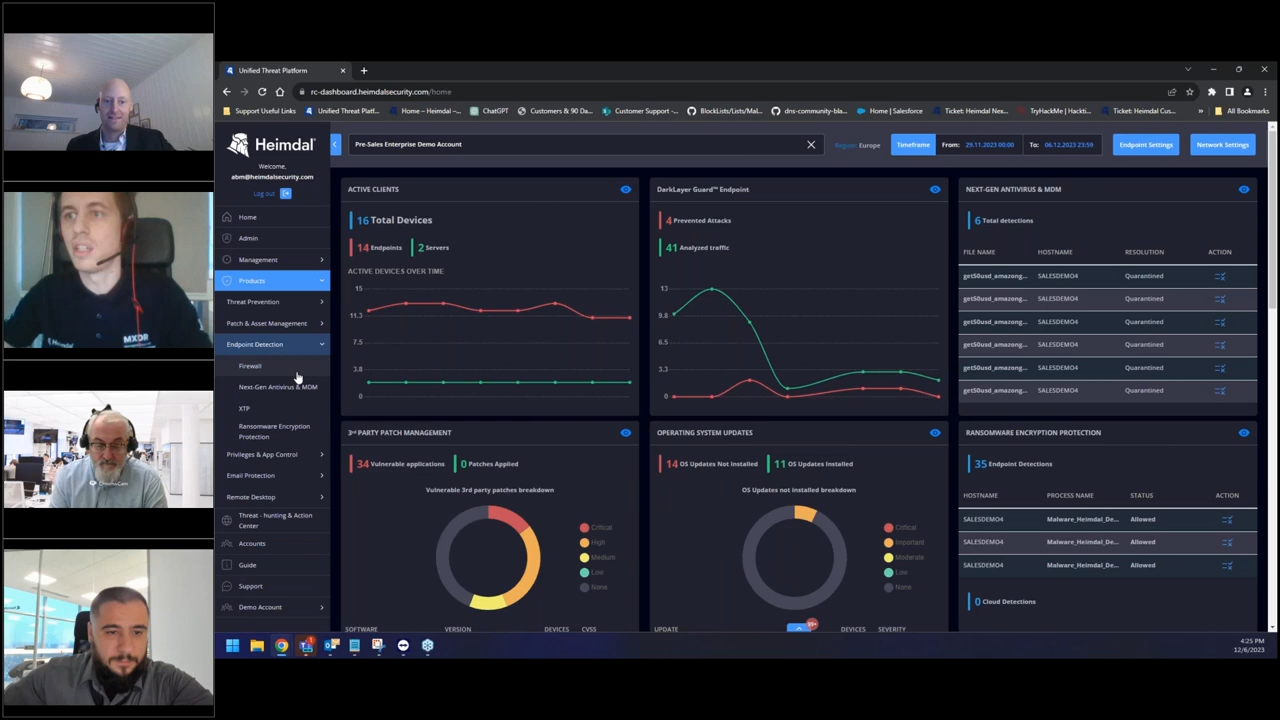 Unified Threat Platform
rc-dashboard.heimdalsecurity.com/home
Support Useful Links
Unified Threat Platf...
Home – Heimdal –...
ChatGPT
Customers & 90 Da...
Customer Support -...
BlockLists/Lists/Mal...
dns-community-bla...
Home | Salesforce
Ticket: Heimdal Nex...
TryHackMe | Hackti...
Ticket: Heimdal Cus...
»
All Bookmarks
Heimdal®
Welcome,
abm@heimdalsecurity.com
Log out
Home
Admin
Management
Products
Threat Prevention
Patch & Asset Management
Endpoint Detection
Firewall
Next-Gen Antivirus & MDM
XTP
Ransomware Encryption
Protection
Privileges & App Control
Email Protection
Remote Desktop
Threat - hunting & Action
Center
Accounts
Guide
Support
Demo Account
Pre-Sales Enterprise Demo Account
Region: Europe
Timeframe
From: 29.11.2023 00:00
To: 06.12.2023 23:59
Endpoint Settings
Network Settings
ACTIVE CLIENTS
16 Total Devices
14 Endpoints
2 Servers
ACTIVE DEVICES OVER TIME
15
11.3
7.5
3.8
0
DarkLayer Guard™ Endpoint
4 Prevented Attacks
41 Analyzed traffic
13
9.8
6.5
3.3
0
NEXT-GEN ANTIVIRUS & MDM
6 Total detections
FILE NAME HOSTNAME RESOLUTION ACTION
get50usd_amazong... SALESDEMO4 Quarantined
get50usd_amazong... SALESDEMO4 Quarantined
get50usd_amazong... SALESDEMO4 Quarantined
get50usd_amazong... SALESDEMO4 Quarantined
get50usd_amazong... SALESDEMO4 Quarantined
get50usd_amazong... SALESDEMO4 Quarantined
3rd PARTY PATCH MANAGEMENT
34 Vulnerable applications
0 Patches Applied
Vulnerable 3rd party patches breakdown
Critical
High
Medium
Low
None
SOFTWARE VERSION DEVICES CVSS
OPERATING SYSTEM UPDATES
14 OS Updates Not Installed
11 OS Updates Installed
OS Updates not installed breakdown
Critical
Important
Moderate
Low
None
UPDATE DEVICES SEVERITY
RANSOMWARE ENCRYPTION PROTECTION
35 Endpoint Detections
HOSTNAME PROCESS NAME STATUS ACTION
SALESDEMO4 Malware_Heimdal_De... Allowed
SALESDEMO4 Malware_Heimdal_De... Allowed
SALESDEMO4 Malware_Heimdal_De... Allowed
0 Cloud Detections
4:25 PM
12/6/2023
MXDR
ChromaCam